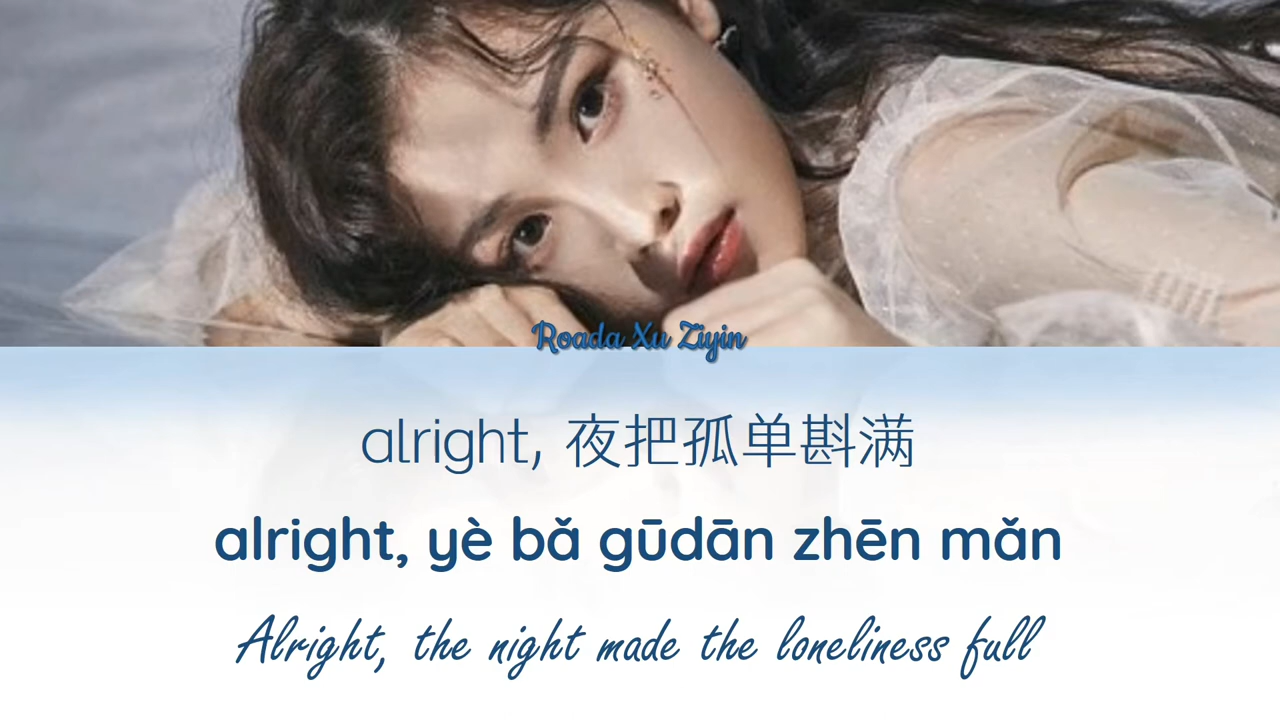 Roada Xu Ziyin
alright, 夜把孤单斟满
alright, yè bǎ gūdān zhēn mǎn
Alright, the night made the loneliness full